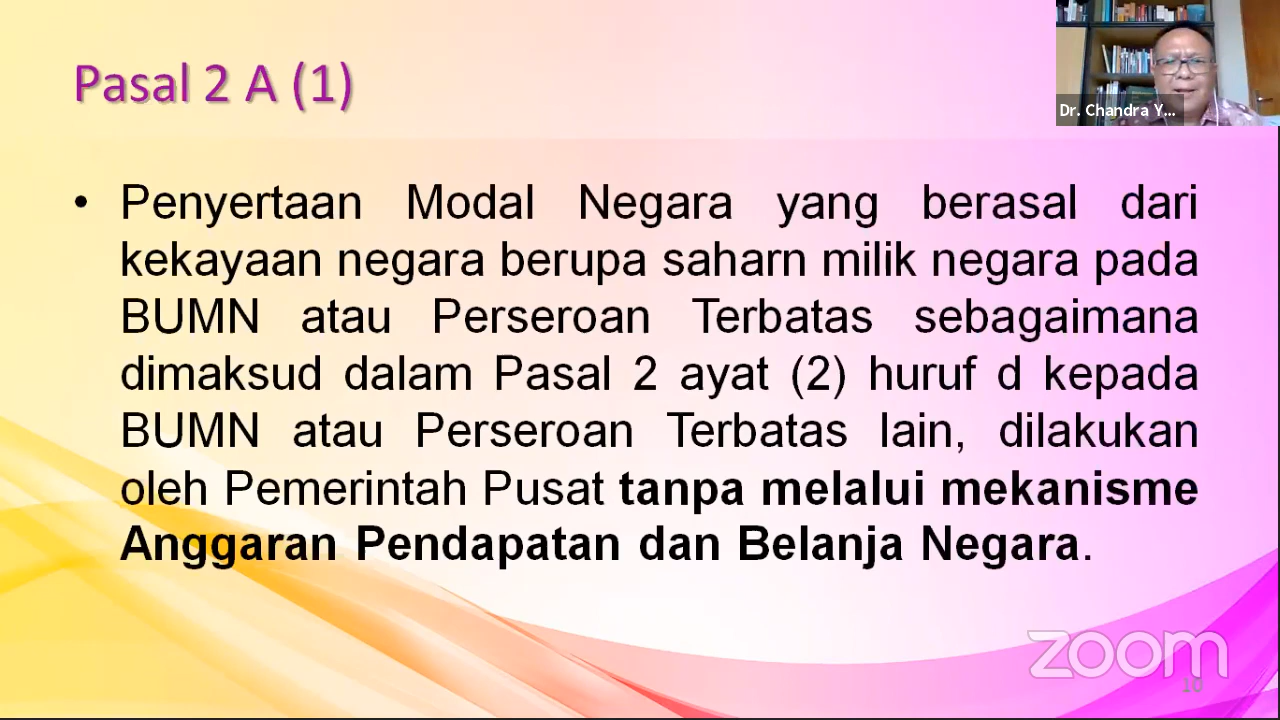 Pasal 2 A (1)
Dr. Chandra Y...
• Penyertaan Modal Negara yang berasal dari
kekayaan negara berupa saharn milik negara pada
BUMN atau Perseroan Terbatas sebagaimana
dimaksud dalam Pasal 2 ayat (2) huruf d kepada
BUMN atau Perseroan Terbatas lain, dilakukan
oleh Pemerintah Pusat tanpa melalui mekanisme
Anggaran Pendapatan dan Belanja Negara.
zoom
10